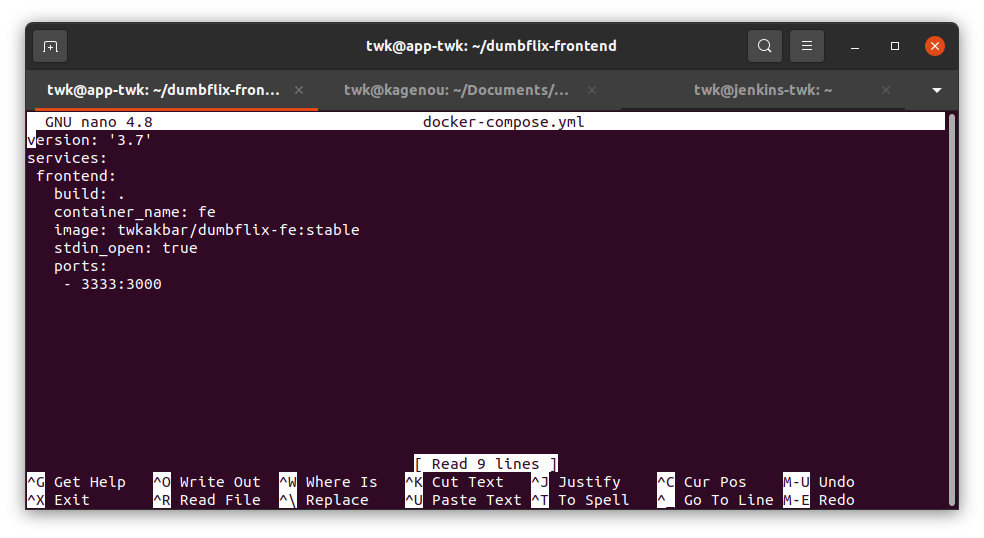 twk@app-twk: ~/dumbflix-frontend
twk@app-twk: ~/dumbflix-fron... twk@kagenou: ~/Documents/... twk@jenkins-twk: ~
GNU nano 4.8 docker-compose.yml
version: '3.7'
services:
 frontend:
   build: .
   container_name: fe
   image: twkakbar/dumbflix-fe:stable
   stdin_open: true
   ports:
    - 3333:3000
[ Read 9 lines ]
^G Get Help ^O Write Out ^W Where Is ^K Cut Text ^J Justify ^C Cur Pos M-U Undo
^X Exit ^R Read File ^\ Replace ^U Paste Text ^T To Spell ^_ Go To Line M-E Redo